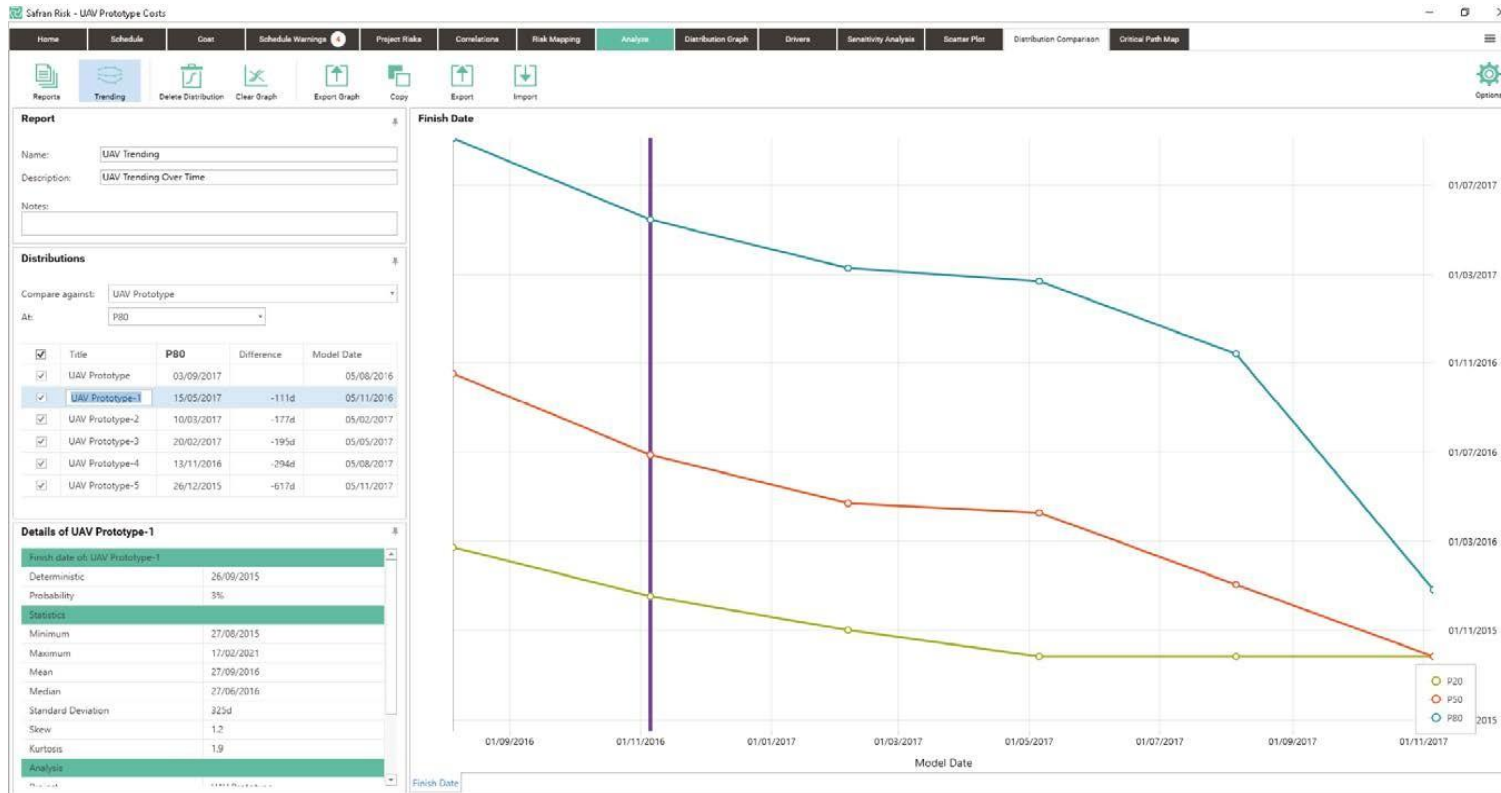 Safran Risk - UAV Prototype Costs
Home Schedule Cost Schedule Warnings 4 Project Risks Correlations Risk Mapping Analyze Distribution Graph Drivers Sensitivity Analysis Scatter Plot Distribution Comparison Critical Path Map
Reports Trending Delete Distribution Clear Graph Export Graph Copy Export Import Options
Report
Name: UAV Trending
Description: UAV Trending Over Time
Notes:
Distributions
Compare against: UAV Prototype
At: P80
Title P80 Difference Model Date
UAV Prototype 03/09/2017 05/08/2016
UAV Prototype-1 15/05/2017 -111d 05/11/2016
UAV Prototype-2 10/03/2017 -177d 05/02/2017
UAV Prototype-3 20/02/2017 -195d 05/05/2017
UAV Prototype-4 13/11/2016 -294d 05/08/2017
UAV Prototype-5 26/12/2015 -617d 05/11/2017
Details of UAV Prototype-1
Finish date of: UAV Prototype-1
Deterministic 26/09/2015
Probability 3%
Statistics
Minimum 27/08/2015
Maximum 17/02/2021
Mean 27/09/2016
Median 27/06/2016
Standard Deviation 325d
Skew 1.2
Kurtosis 1.9
Analysis
Finish Date
01/07/2017
01/03/2017
01/11/2016
01/07/2016
01/03/2016
01/11/2015
2015
P20
P50
P80
01/09/2016 01/11/2016 01/01/2017 01/03/2017 01/05/2017 01/07/2017 01/09/2017 01/11/2017
Model Date
Finish Date